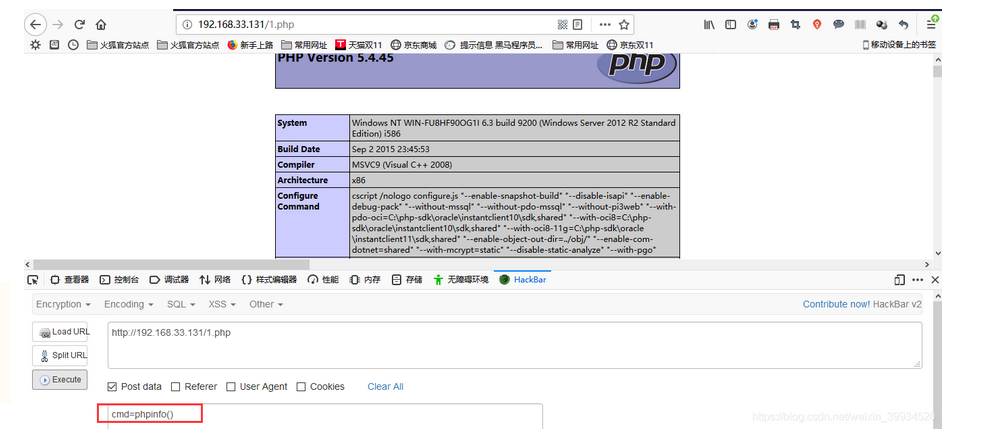 192.168.33.131/1.php
火狐官方站点 火狐官方站点 新手上路 常用网址 天猫双11 京东商城 提示信息 黑马程序员... 常用网址 京东双11 移动设备上的书签
PHP Version 5.4.45
php
System Windows NT WIN-FU8HF90OG1I 6.3 build 9200 (Windows Server 2012 R2 Standard
Edition) i586
Build Date Sep 2 2015 23:45:53
Compiler MSVC9 (Visual C++ 2008)
Architecture x86
Configure Command cscript /nologo configure.js "--enable-snapshot-build" "--disable-isapi" "--enable-
debug-pack" "--without-mssql" "--without-pdo-mssql" "--without-pi3web" "--with-
pdo-oci=C:\php-sdk\oracle\instantclient10\sdk,shared" "--with-oci8=C:\php-
sdk\oracle\instantclient10\sdk,shared" "--with-oci8-11g=C:\php-sdk\oracle
\instantclient11\sdk,shared" "--enable-object-out-dir=../obj/" "--enable-com-
dotnet=shared" "--with-mcrypt=static" "--disable-static-analyze" "--with-pgo"
查看器 控制台 调试器 网络 样式编辑器 性能 内存 存储 无障碍环境 HackBar
Encryption Encoding SQL XSS Other Contribute now! HackBar v2
Load URL http://192.168.33.131/1.php
Split URL
Execute Post data Referer User Agent Cookies Clear All
cmd=phpinfo()